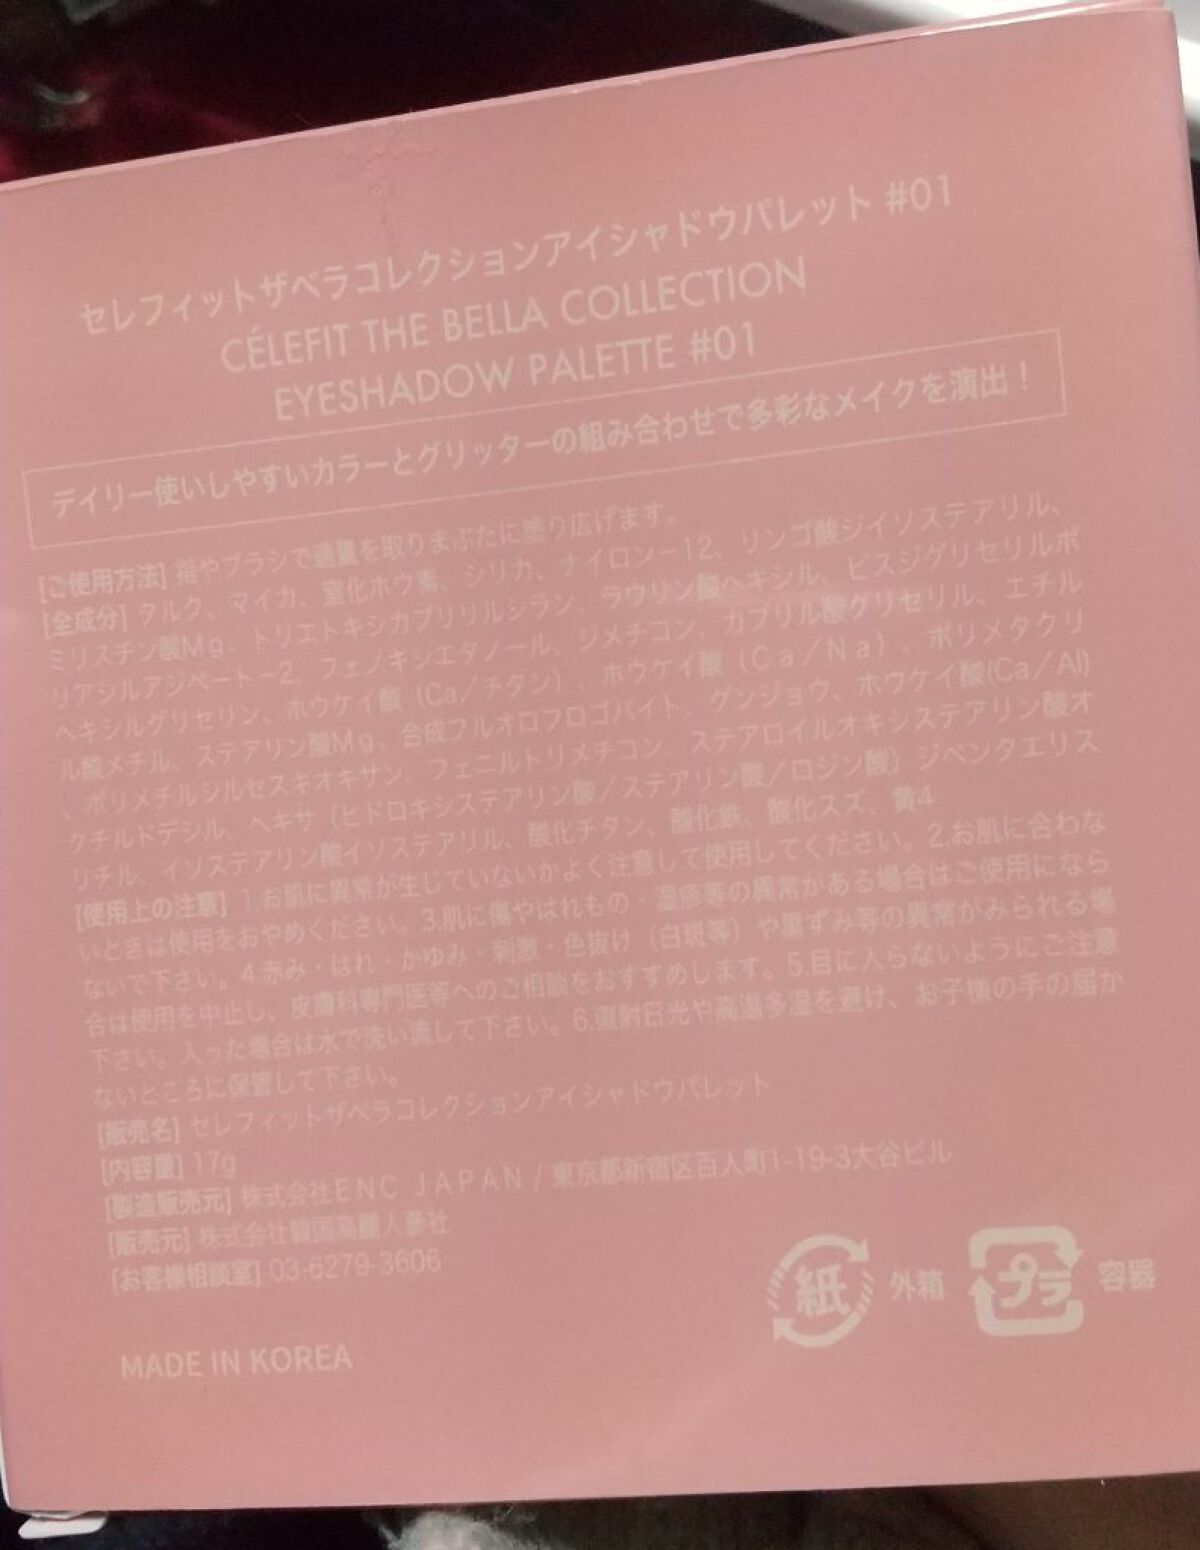 セレフィットザベラコレクションアイシャドウパレット #01
CÉLEFIT THE BELLA COLLECTION
EYESHADOW PALETTE #01
デイリー使いしやすいカラーとグリッターの組み合わせで多彩なメイクを演出！
[ご使用方法] 指やブラシで適量を取りまぶたに塗り広げます。
[全成分] タルク、マイカ、窒化ホウ素、シリカ、ナイロン－12、リンゴ酸ジイソステアリル、
ミリスチン酸Mg、トリエトキシカプリリルシラン、ラウリン酸ヘキシル、ビスジグリセリルポ
リアシルアジペート－2、フェノキシエタノール、ジメチコン、カプリル酸グリセリル、エチル
ヘキシルグリセリン、ホウケイ酸（Ca／チタン）、ホウケイ酸（Ca／Na）、ポリメタクリ
ル酸メチル、ステアリン酸Mg、合成フルオロフロゴパイト、グンジョウ、ホウケイ酸(Ca／Al)
、ポリメチルシルセスキオキサン、フェニルトリメチコン、ステアロイルオキシステアリン酸オ
クチルドデシル、ヘキサ（ヒドロキシステアリン酸／ステアリン酸／ロジン酸）ジペンタエリス
リチル、イソステアリン酸イソステアリル、酸化チタン、酸化鉄、酸化スズ、黄4
[使用上の注意] 1.お肌に異常が生じていないかよく注意して使用してください。2.お肌に合わな
いときは使用をおやめください。3.肌に傷やはれもの・湿疹等の異常がある場合はご使用になら
ないで下さい。4.赤み・はれ・かゆみ・刺激・色抜け（白斑等）や黒ずみ等の異常がみられる場
合は使用を中止し、皮膚科専門医等へのご相談をおすすめします。5.目に入らないようにご注意
下さい。入った場合は水で洗い流して下さい。6.直射日光や高温多湿を避け、お子様の手の届か
ないところに保管して下さい。
[販売名] セレフィットザベラコレクションアイシャドウパレット
[内容量] 17g
[製造販売元] 株式会社ENC JAPAN / 東京都新宿区百人町1-19-3大谷ビル
[販売元] 株式会社韓国高麗人蔘社
[お客様相談室] 03-6279-3606
紙 外箱 プラ 容器
MADE IN KOREA